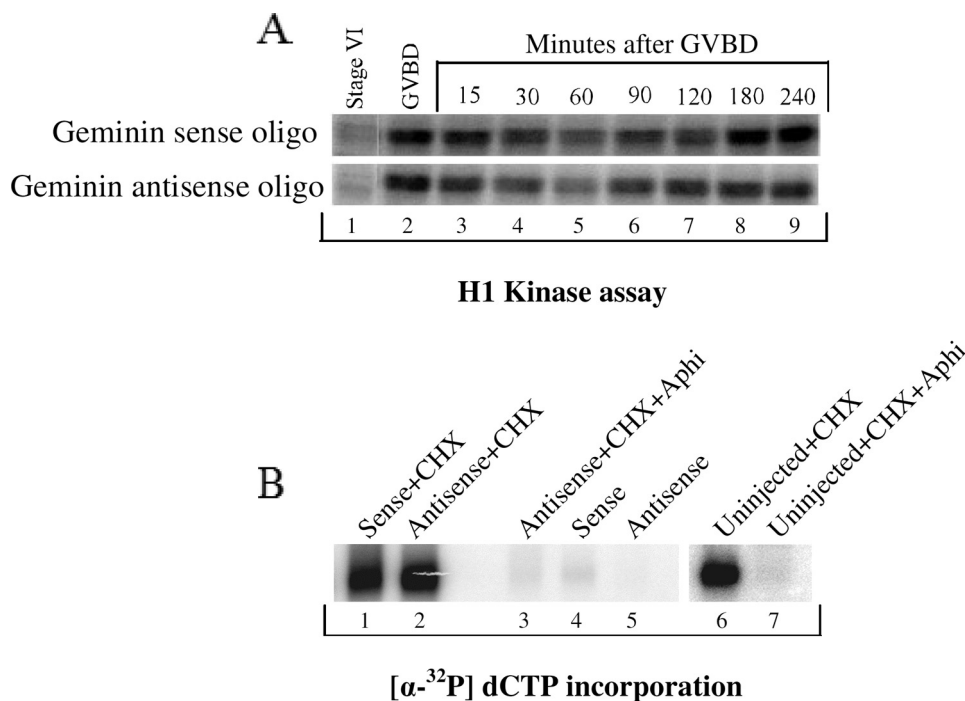 A
Stage VI
GVBD
Minutes after GVBD
15 30 60 90 120 180 240
Geminin sense oligo
Geminin antisense oligo
1 2 3 4 5 6 7 8 9
H1 Kinase assay
B
Sense+CHX
Antisense+CHX
Antisense+CHX+Aphi
Sense
Antisense
Uninjected+CHX
Uninjected+CHX+Aphi
1 2 3 4 5 6 7
[α-³²P] dCTP incorporation